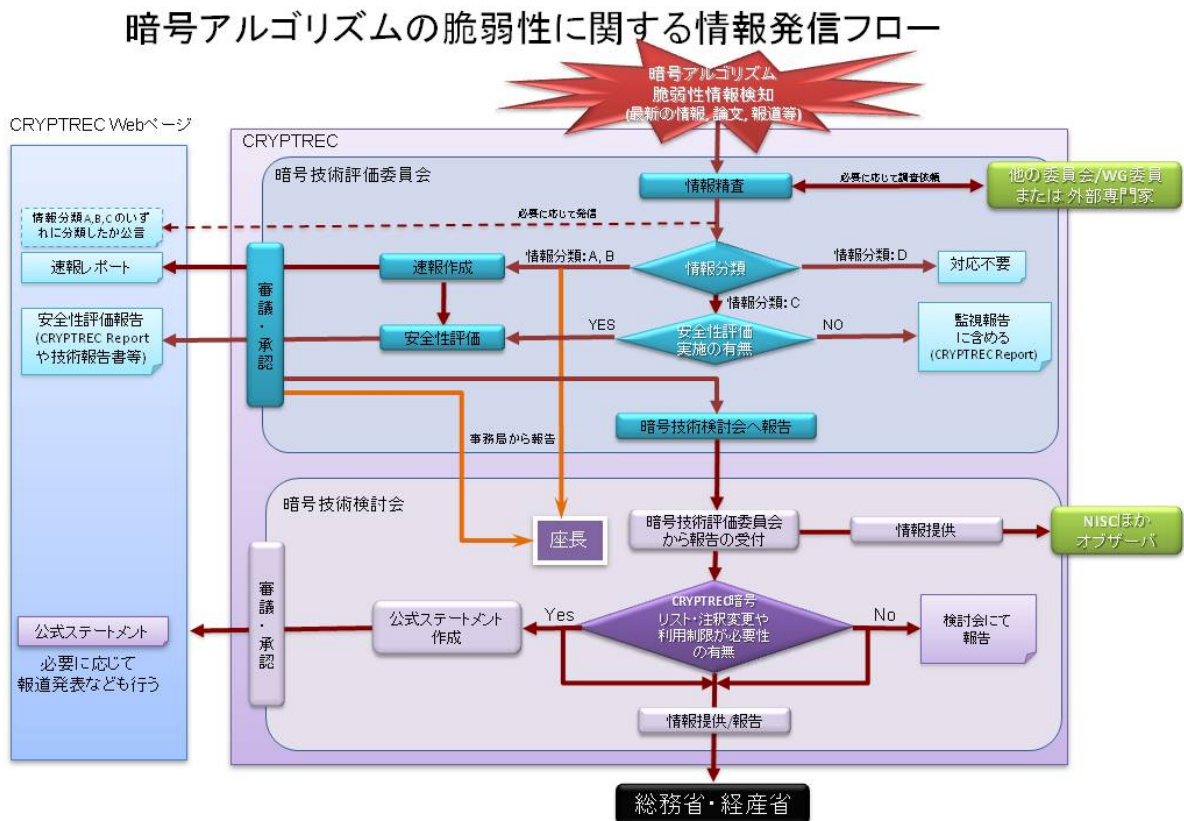 暗号アルゴリズムの脆弱性に関する情報発信フロー
暗号アルゴリズム
脆弱性情報検知
(最新の情報, 論文, 報道等)
CRYPTREC Webページ
CRYPTREC
暗号技術評価委員会
情報精査
必要に応じて調査依頼
他の委員会/WG委員
または 外部専門家
必要に応じて発信
情報分類A,B,Cのいず
れに分類したか公言
速報レポート
速報作成
情報分類: A, B
情報分類
情報分類: D
対応不要
情報分類: C
安全性評価報告
(CRYPTREC Report
や技術報告書等)
審議・承認
安全性評価
YES
安全性評価
実施の有無
NO
監視報告
に含める
(CRYPTREC Report)
事務局から報告
暗号技術検討会へ報告
暗号技術検討会
座長
暗号技術評価委員会
から報告の受付
情報提供
NISCほか
オブザーバ
審議・承認
公式ステートメント
必要に応じて
報道発表なども行う
公式ステートメント
作成
Yes
CRYPTREC暗号
リスト・注釈変更や
利用制限が必要性
の有無
No
検討会にて
報告
情報提供/報告
総務省・経産省